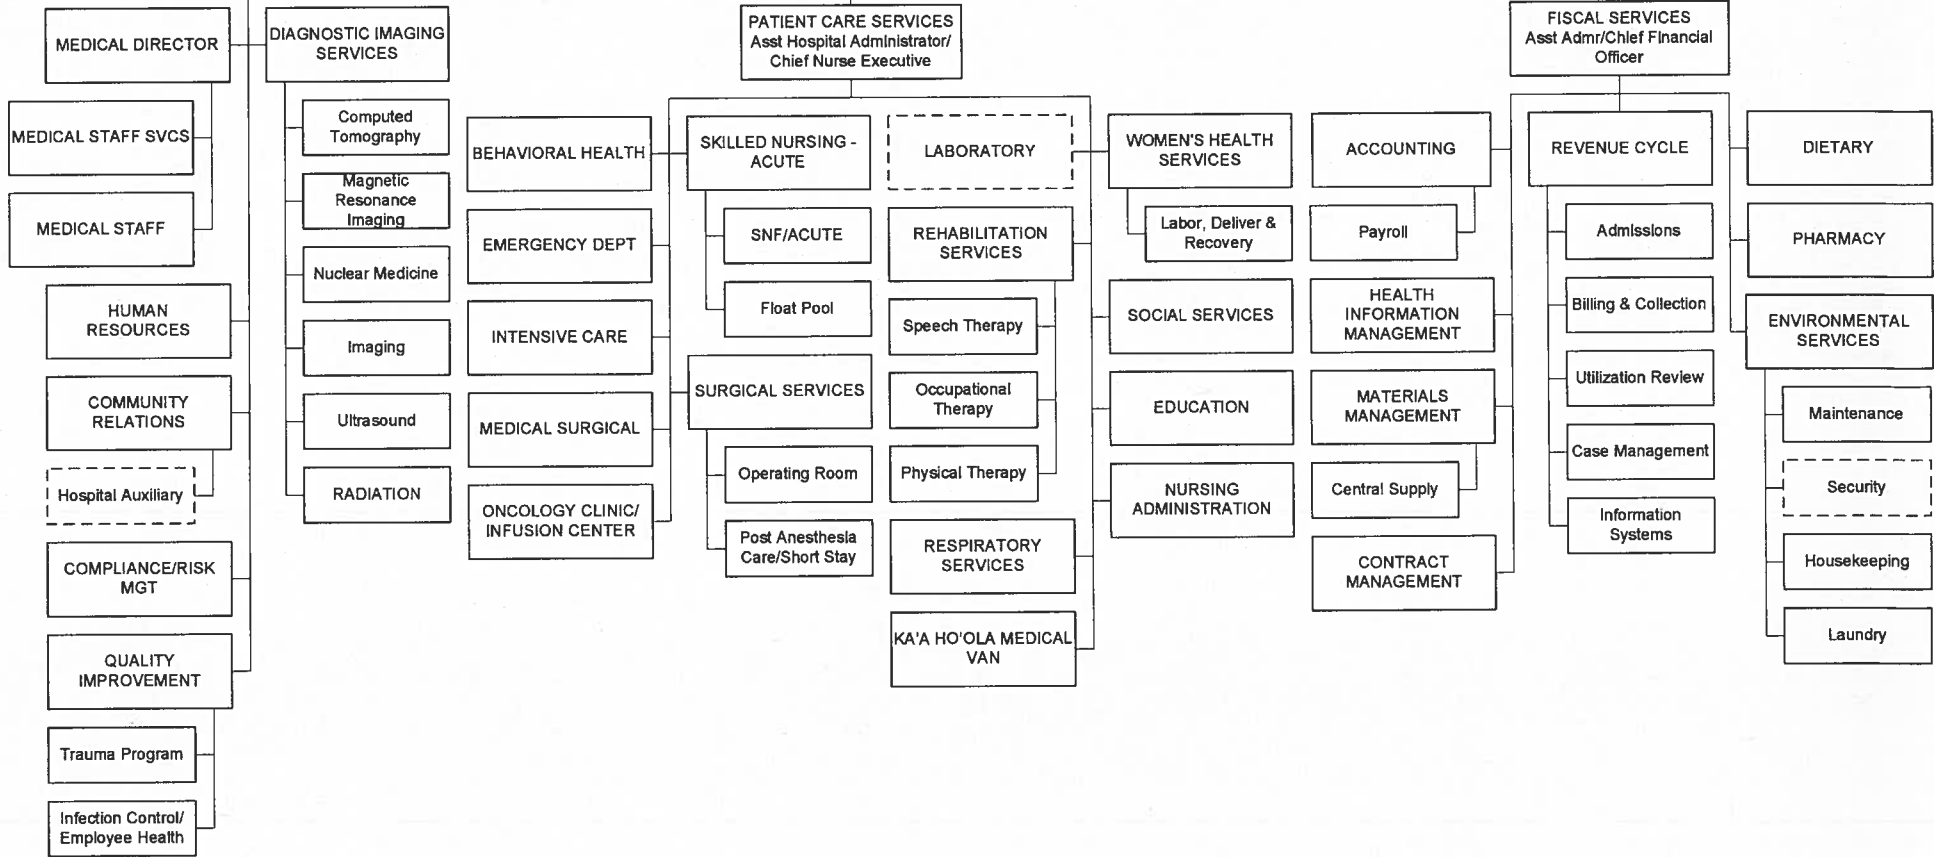 MEDICAL DIRECTOR
MEDICAL STAFF SVCS
MEDICAL STAFF
HUMAN
RESOURCES
COMMUNITY
RELATIONS
Hospital Auxiliary
COMPLIANCE/RISK
MGT
QUALITY
IMPROVEMENT
Trauma Program
Infection Control/
Employee Health
DIAGNOSTIC IMAGING
SERVICES
Computed
Tomography
Magnetic
Resonance
Imaging
Nuclear Medicine
Imaging
Ultrasound
RADIATION
PATIENT CARE SERVICES
Asst Hospital Administrator/
Chief Nurse Executive
BEHAVIORAL HEALTH
EMERGENCY DEPT
INTENSIVE CARE
MEDICAL SURGICAL
ONCOLOGY CLINIC/
INFUSION CENTER
SKILLED NURSING -
ACUTE
SNF/ACUTE
Float Pool
SURGICAL SERVICES
Operating Room
Post Anesthesia
Care/Short Stay
LABORATORY
REHABILITATION
SERVICES
Speech Therapy
Occupational
Therapy
Physical Therapy
RESPIRATORY
SERVICES
KA'A HO'OLA MEDICAL
VAN
WOMEN'S HEALTH
SERVICES
Labor, Deliver &
Recovery
SOCIAL SERVICES
EDUCATION
NURSING
ADMINISTRATION
FISCAL SERVICES
Asst Admr/Chief Financial
Officer
ACCOUNTING
Payroll
HEALTH
INFORMATION
MANAGEMENT
MATERIALS
MANAGEMENT
Central Supply
CONTRACT
MANAGEMENT
REVENUE CYCLE
Admissions
Billing & Collection
Utilization Review
Case Management
Information
Systems
DIETARY
PHARMACY
ENVIRONMENTAL
SERVICES
Maintenance
Security
Housekeeping
Laundry